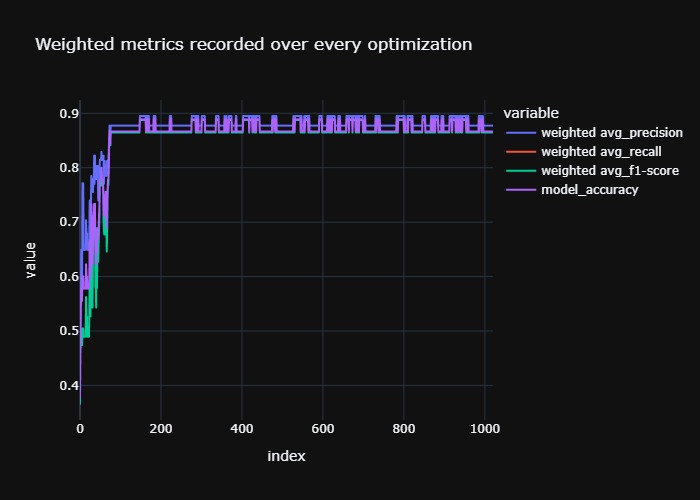 Weighted metrics recorded over every optimization
variable
weighted avg_precision
weighted avg_recall
weighted avg_f1-score
model_accuracy
value
0.9
0.8
0.7
0.6
0.5
0.4
0 200 400 600 800 1000
index